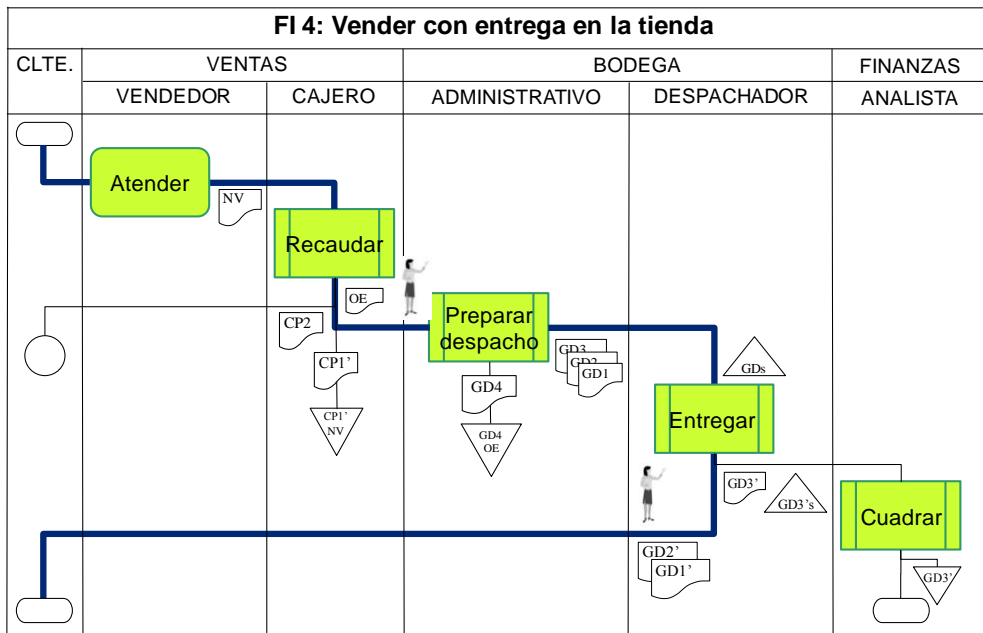 FI 4: Vender con entrega en la tienda
CLTE.
VENTAS
BODEGA
FINANZAS
VENDEDOR
CAJERO
ADMINISTRATIVO
DESPACHADOR
ANALISTA
Atender
NV
Recaudar
OE
CP2
CP1’
CP1’
NV
Preparar
despacho
GD3
GD2
GD1
GD4
GD4
OE
GDs
Entregar
GD3’
GD3’s
Cuadrar
GD2’
GD1’
GD3’